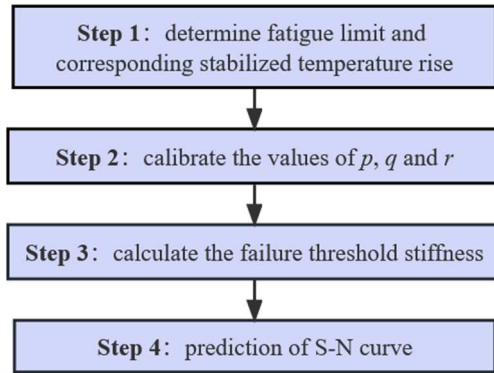 Step 1：determine fatigue limit and
corresponding stabilized temperature rise
Step 2：calibrate the values of p, q and r
Step 3：calculate the failure threshold stiffness
Step 4：prediction of S-N curve